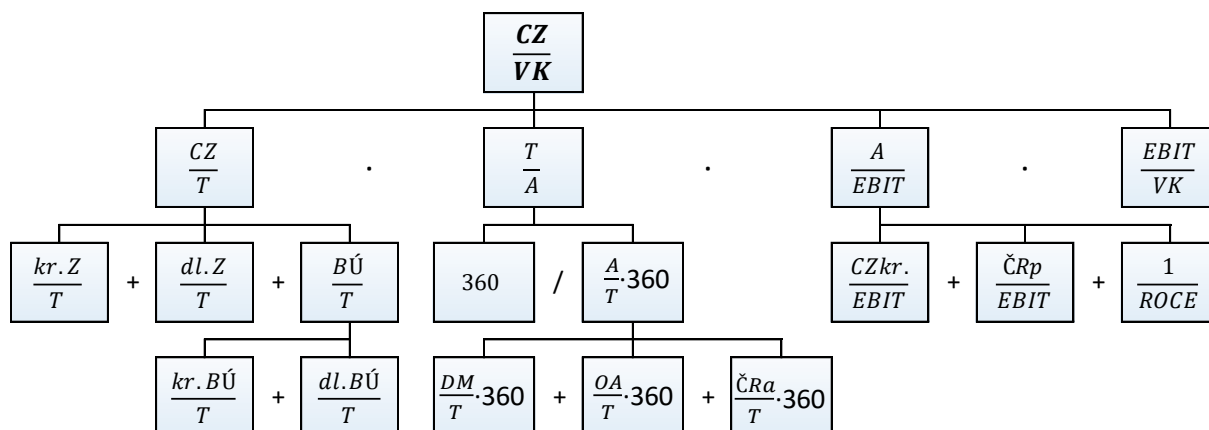 CZ
VK
CZ
T
·
T
A
·
A
EBIT
·
EBIT
VK
kr.Z
T
+
dl.Z
T
+
BÚ
T
360
/
A
T
·360
CZkr.
EBIT
+
ČRp
EBIT
+
1
ROCE
kr.BÚ
T
+
dl.BÚ
T
DM
T
·360
+
OA
T
·360
+
ČRa
T
·360